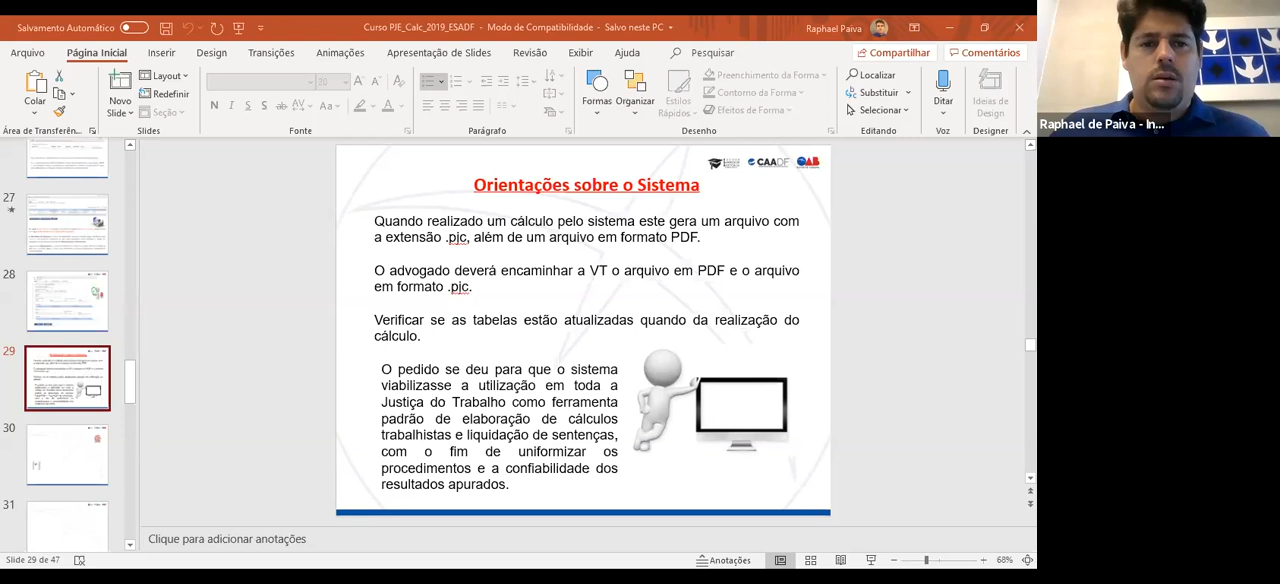 Salvamento Automático
Curso PJE_Calc_2019_ESADF - Modo de Compatibilidade - Salvo neste PC
Raphael Paiva
Arquivo Página Inicial Inserir Design Transições Animações Apresentação de Slides Revisão Exibir Ajuda Pesquisar Compartilhar Comentários
Colar
Novo Slide
Layout
Redefinir
Seção
20
N I S S ab AV Aa A
Formas
Organizar
Estilos Rápidos
Preenchimento da Forma
Contorno da Forma
Efeitos de Forma
Localizar
Substituir
Selecionar
Ditar
Ideias de Design
Área de Transferên... Slides Fonte Parágrafo Desenho Editando Voz Designer
Raphael de Paiva - In...
27
28
29
30
31
CAADF OAB
Orientações sobre o Sistema
Quando realizado um cálculo pelo sistema este gera um arquivo com
a extensão .pjc, além de um arquivo em formato PDF.
O advogado deverá encaminhar a VT o arquivo em PDF e o arquivo
em formato .pjc.
Verificar se as tabelas estão atualizadas quando da realização do
cálculo.
O pedido se deu para que o sistema
viabilizasse a utilização em toda a
Justiça do Trabalho como ferramenta
padrão de elaboração de cálculos
trabalhistas e liquidação de sentenças,
com o fim de uniformizar os
procedimentos e a confiabilidade dos
resultados apurados.
Clique para adicionar anotações
Slide 29 de 47
Anotações
68%